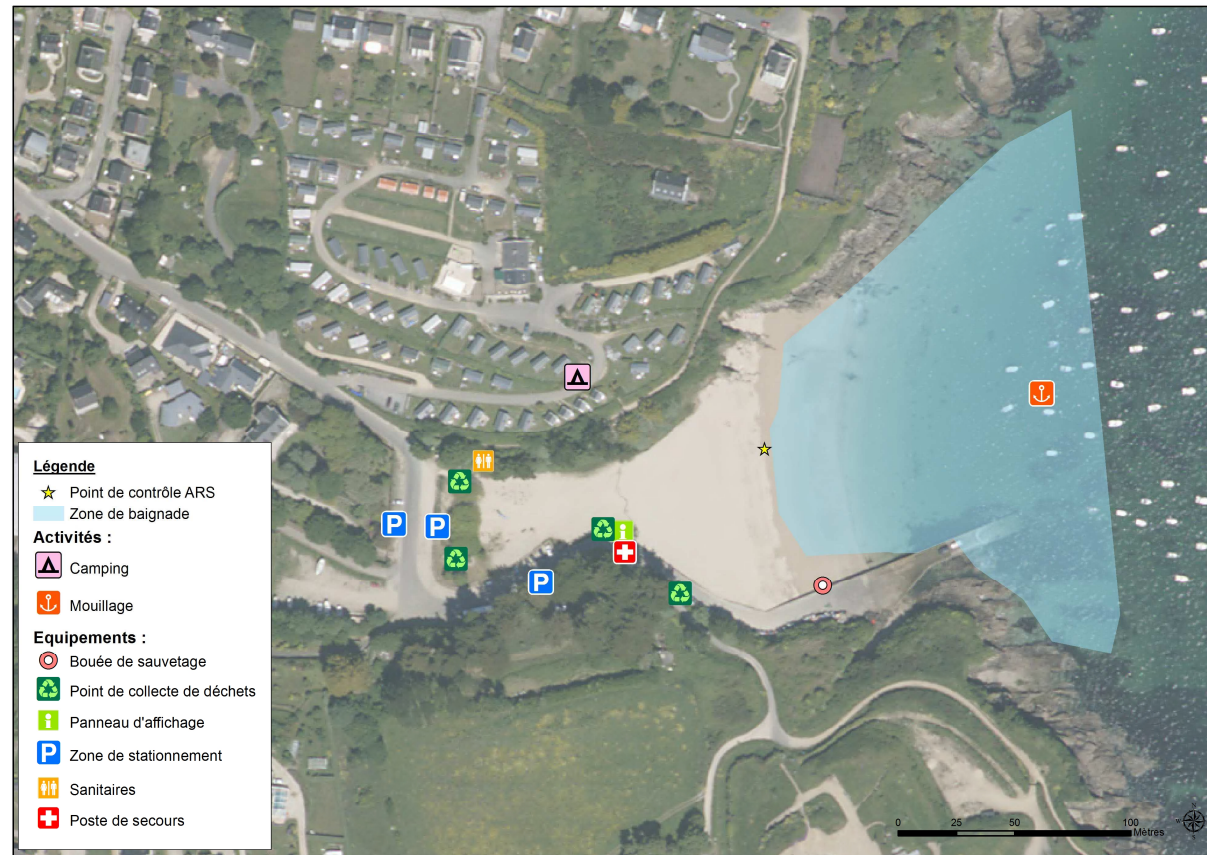 Légende
Point de contrôle ARS
Zone de baignade
Activités :
Camping
Mouillage
Equipements :
Bouée de sauvetage
Point de collecte de déchets
Panneau d'affichage
Zone de stationnement
Sanitaires
Poste de secours
P
P
P
i
P
i
0 25 50 100
Mètres